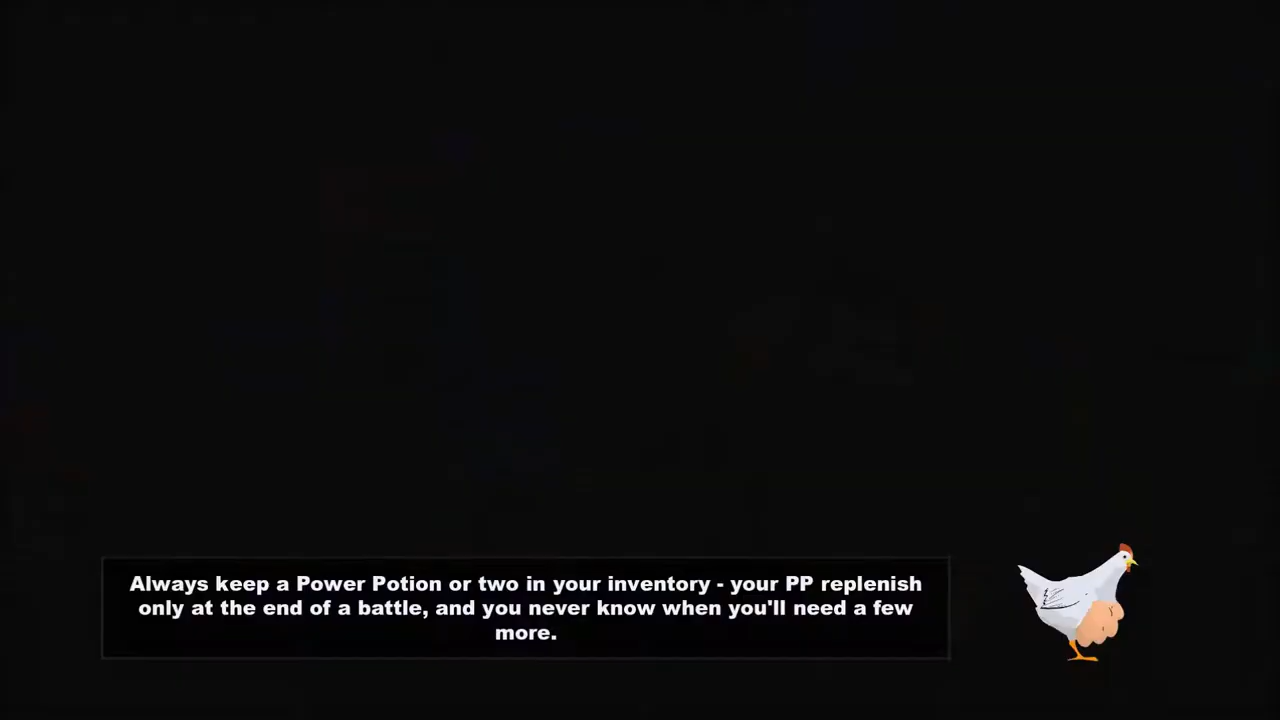 Always keep a Power Potion or two in your inventory - your PP replenish
only at the end of a battle, and you never know when you'll need a few
more.